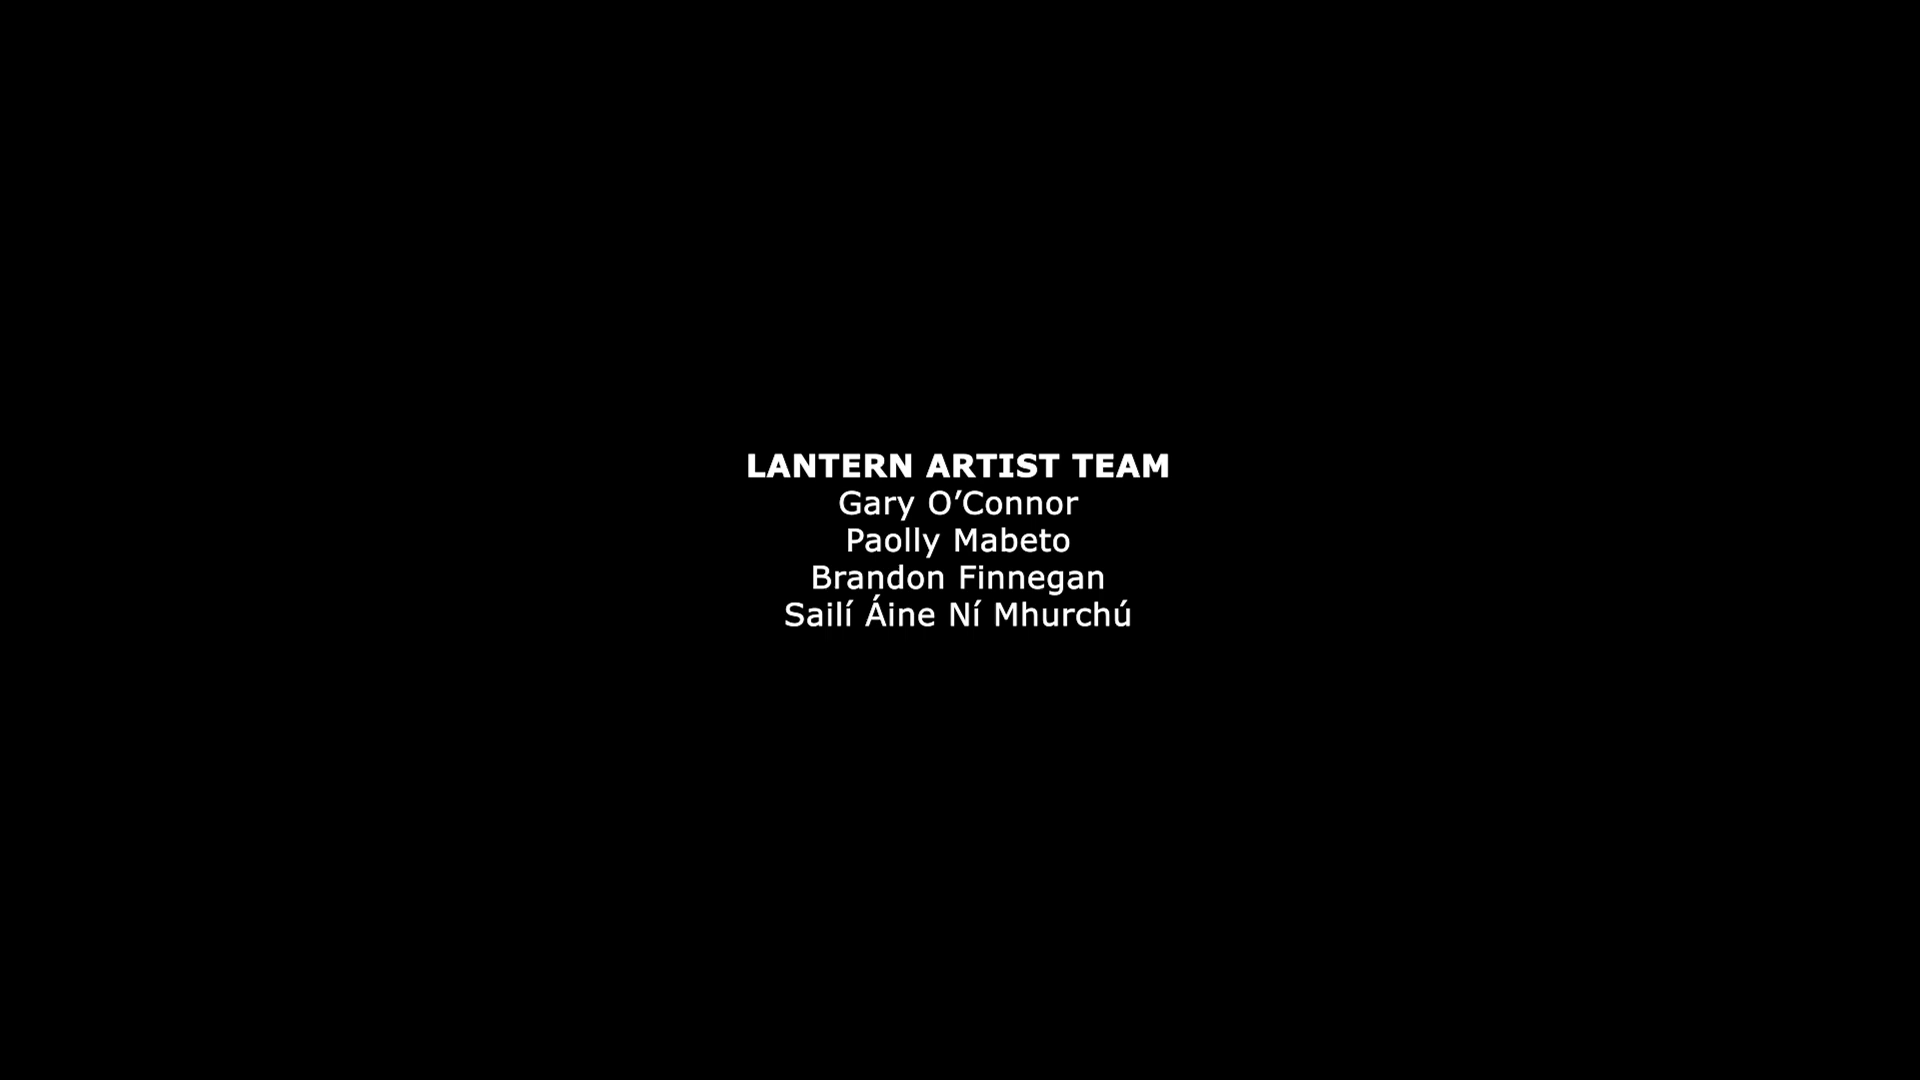 LANTERN ARTIST TEAM
Gary O’Connor
Paolly Mabeto
Brandon Finnegan
Sailí Áine Ní Mhurchú